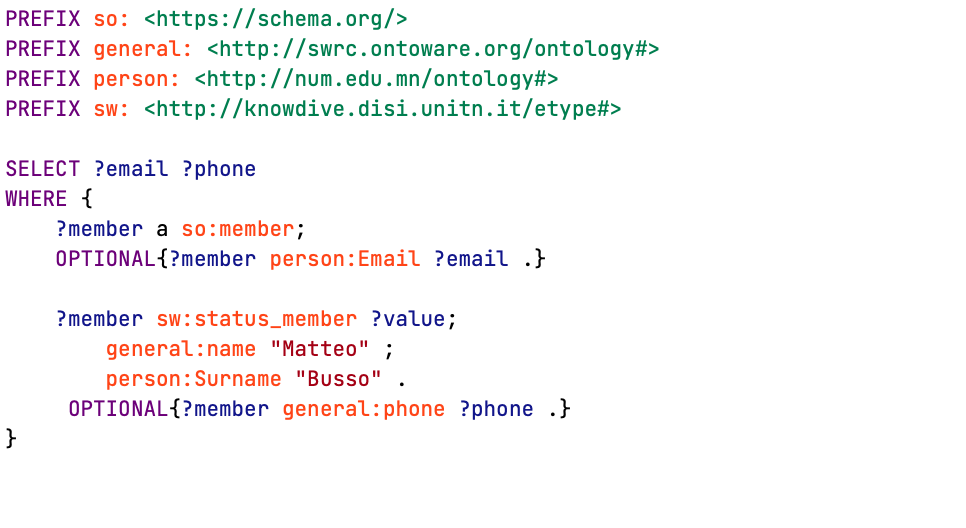 PREFIX so: <https://schema.org/>
PREFIX general: <http://swrc.ontoware.org/ontology#>
PREFIX person: <http://num.edu.mn/ontology#>
PREFIX sw: <http://knowdive.disi.unitn.it/etype#>

SELECT ?email ?phone
WHERE {
    ?member a so:member;
    OPTIONAL{?member person:Email ?email .}

    ?member sw:status_member ?value;
        general:name "Matteo" ;
        person:Surname "Busso" .
     OPTIONAL{?member general:phone ?phone .}
}